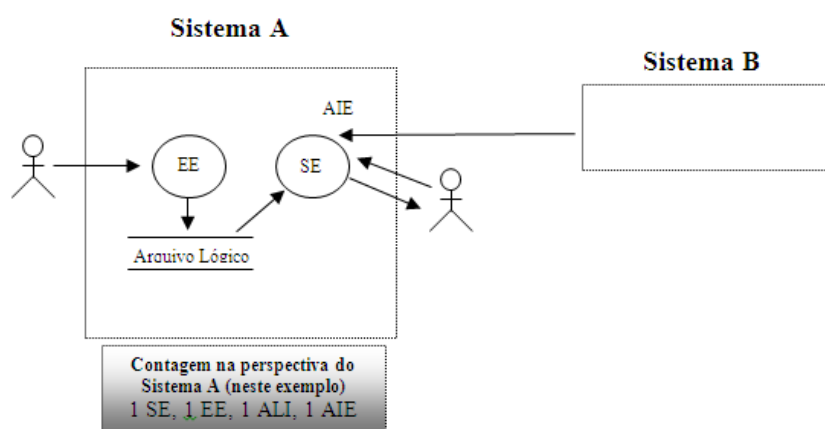 Sistema A
Sistema B
AIE
EE
SE
Arquivo Lógico
Contagem na perspectiva do
Sistema A (neste exemplo)
1 SE, 1 EE, 1 ALI, 1 AIE